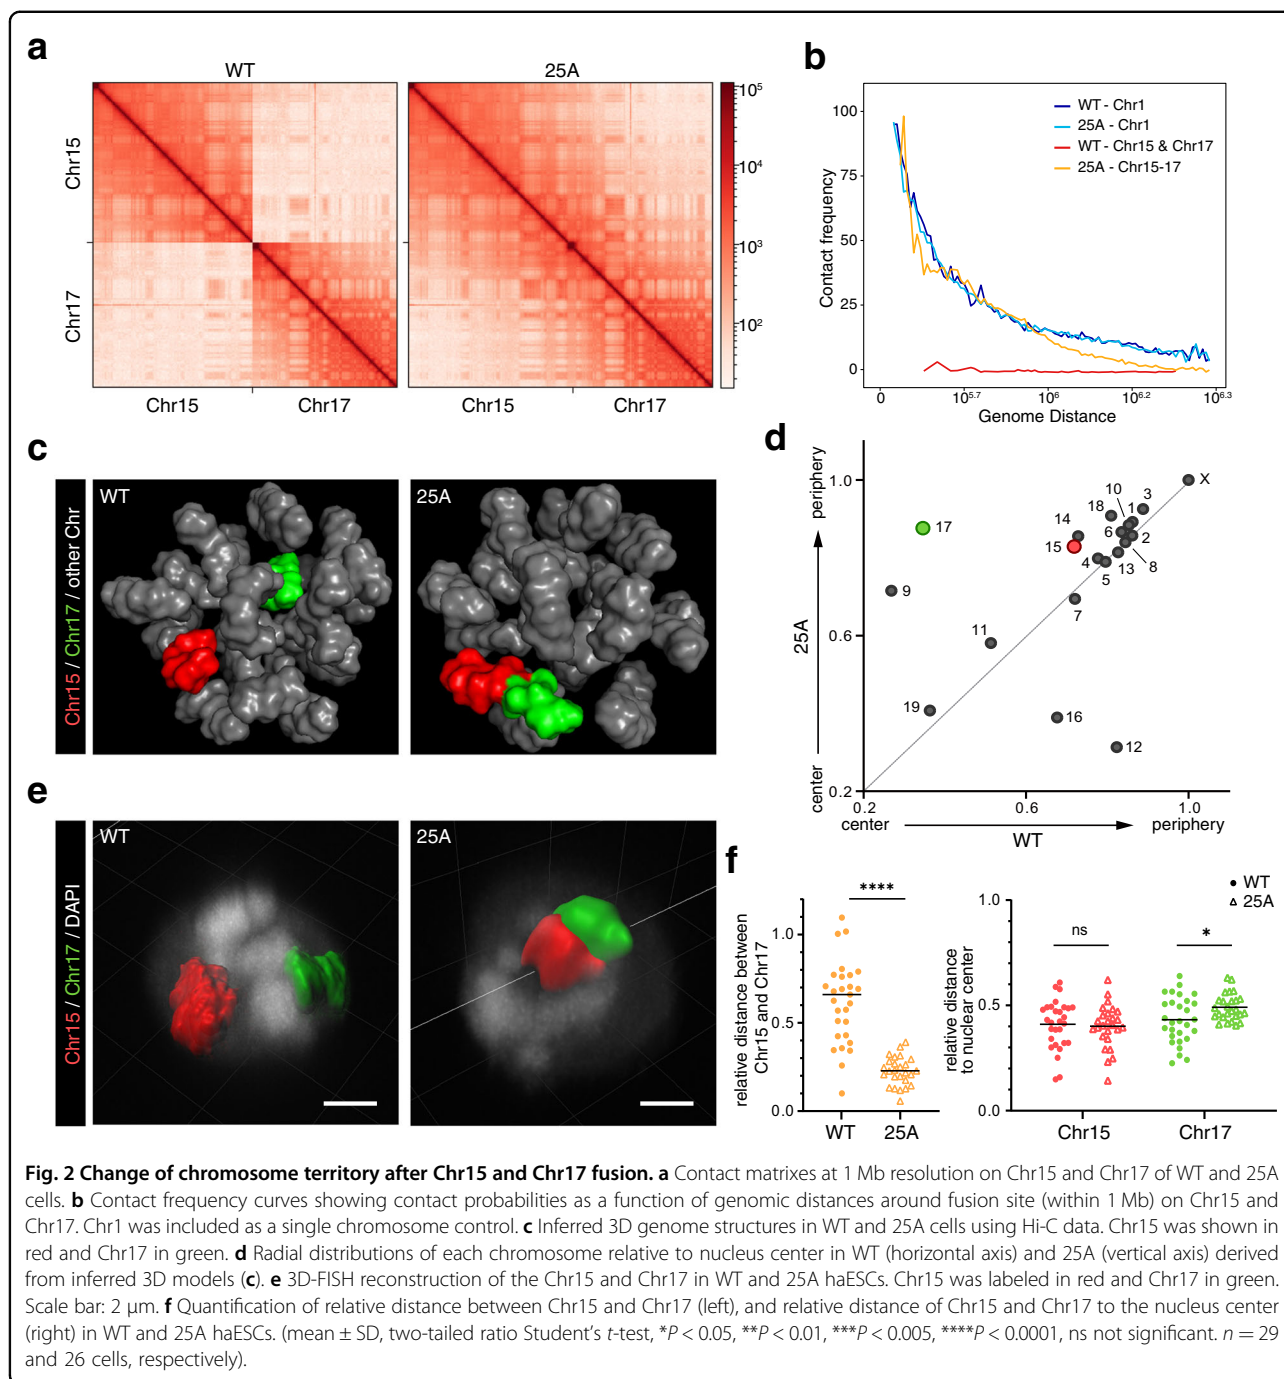 a
WT
25A
Chr15
Chr17
Chr15
Chr17
Chr15
Chr17
10⁵
10⁴
10³
10²
b
Contact frequency
100
75
50
25
0
WT - Chr1
25A - Chr1
WT - Chr15 & Chr17
25A - Chr15-17
0
10⁵·⁷
10⁶
10⁶·²
10⁶·³
Genome Distance
c
Chr15 / Chr17 / other Chr
WT
25A
d
25A
periphery
center
1.0
0.6
0.2
17
9
11
19
16
12
7
5
4
13
8
2
6
15
14
18
10
1
3
X
0.2
0.6
1.0
center
periphery
WT
e
Chr15 / Chr17 / DAPI
WT
25A
f
relative distance between
Chr15 and Chr17
1.0
0.5
0.0
****
WT
25A
relative distance
to nuclear center
1.0
0.5
0.0
ns
*
WT
25A
Chr15
Chr17
Fig. 2 Change of chromosome territory after Chr15 and Chr17 fusion. a Contact matrixes at 1 Mb resolution on Chr15 and Chr17 of WT and 25A
cells. b Contact frequency curves showing contact probabilities as a function of genomic distances around fusion site (within 1 Mb) on Chr15 and
Chr17. Chr1 was included as a single chromosome control. c Inferred 3D genome structures in WT and 25A cells using Hi-C data. Chr15 was shown in
red and Chr17 in green. d Radial distributions of each chromosome relative to nucleus center in WT (horizontal axis) and 25A (vertical axis) derived
from inferred 3D models (c). e 3D-FISH reconstruction of the Chr15 and Chr17 in WT and 25A haESCs. Chr15 was labeled in red and Chr17 in green.
Scale bar: 2 μm. f Quantification of relative distance between Chr15 and Chr17 (left), and relative distance of Chr15 and Chr17 to the nucleus center
(right) in WT and 25A haESCs. (mean ± SD, two-tailed ratio Student's t-test, *P < 0.05, **P < 0.01, ***P < 0.005, ****P < 0.0001, ns not significant. n = 29
and 26 cells, respectively).